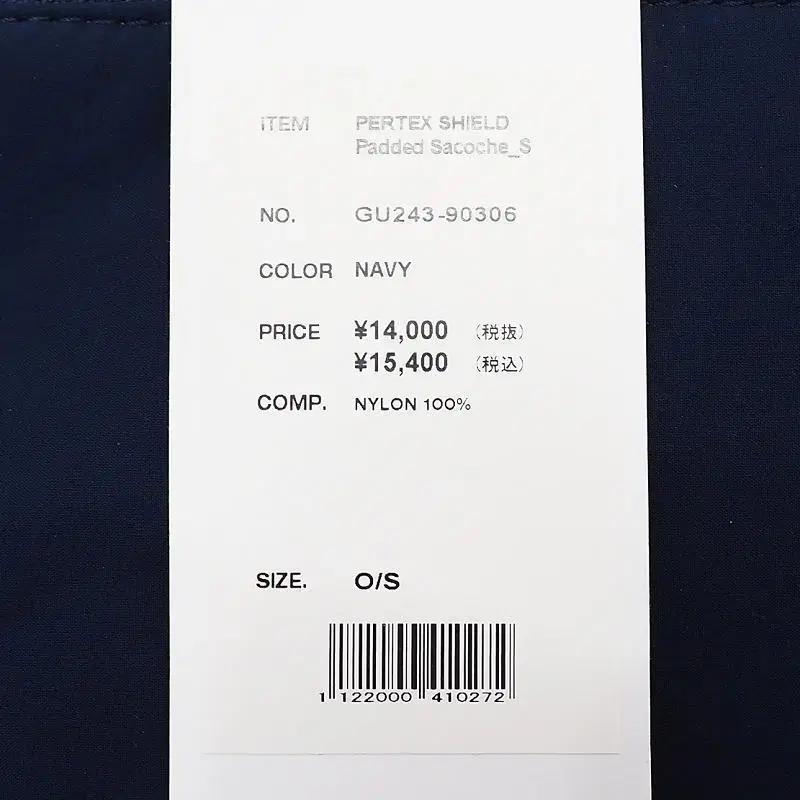 ITEM PERTEX SHIELD
Padded Sacoche_S
NO. GU243-90306
COLOR NAVY
PRICE ¥14,000 (税抜)
¥15,400 (税込)
COMP. NYLON 100%
SIZE. O/S
1 122000 410272